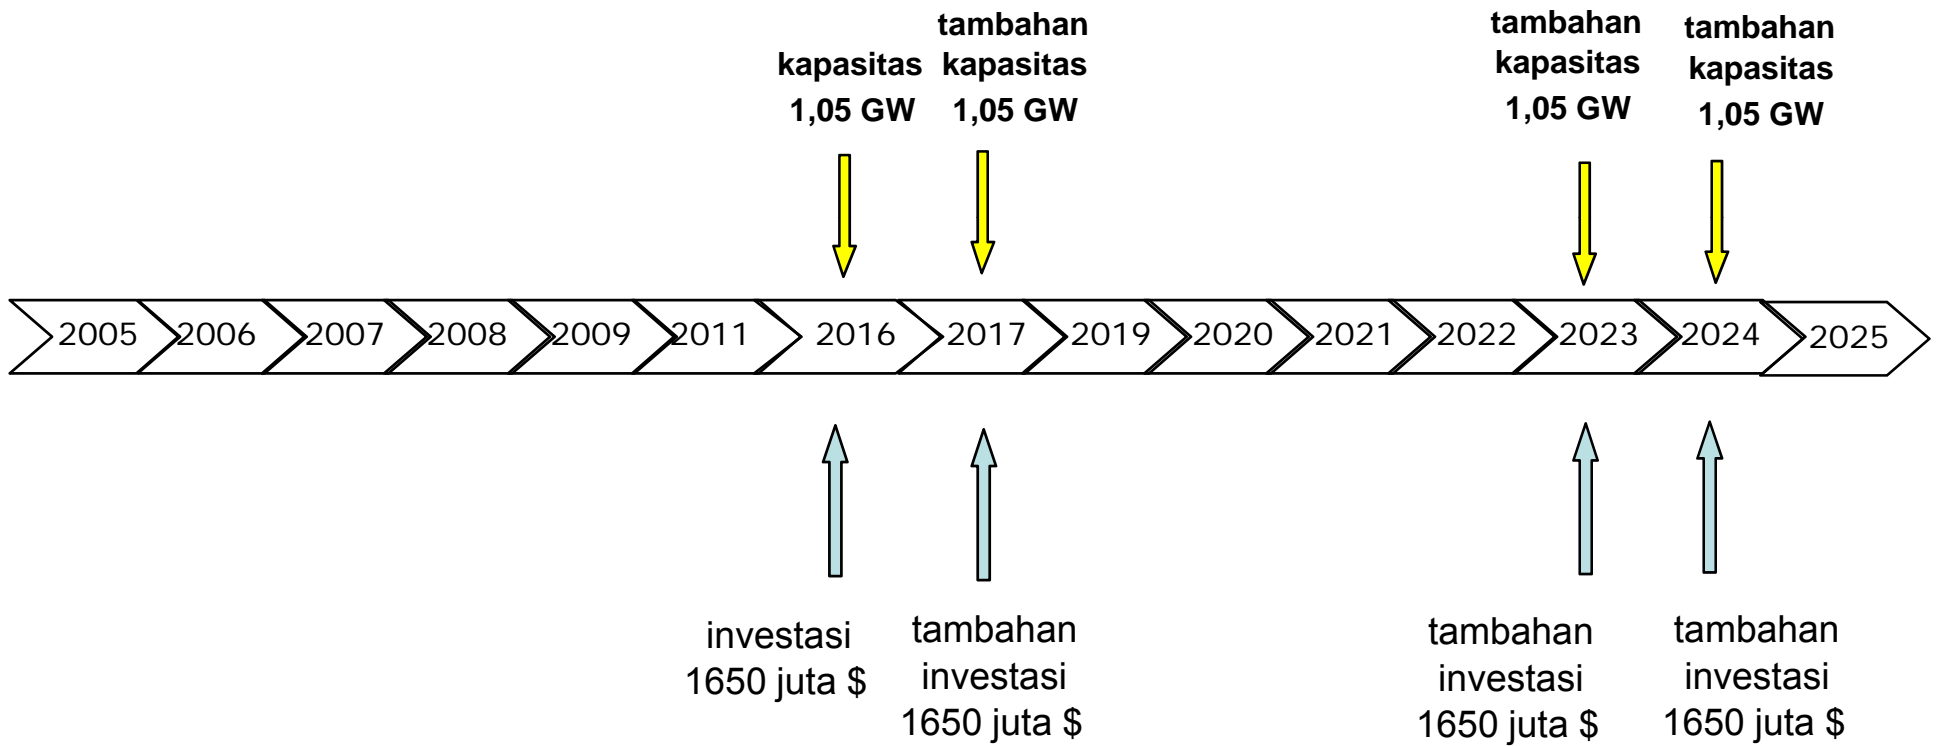 kapasitas
1,05 GW
tambahan
kapasitas
1,05 GW
tambahan
kapasitas
1,05 GW
tambahan
kapasitas
1,05 GW
2005 2006 2007 2008 2009 2011 2016 2017 2019 2020 2021 2022 2023 2024 2025
investasi
1650 juta $
tambahan
investasi
1650 juta $
tambahan
investasi
1650 juta $
tambahan
investasi
1650 juta $